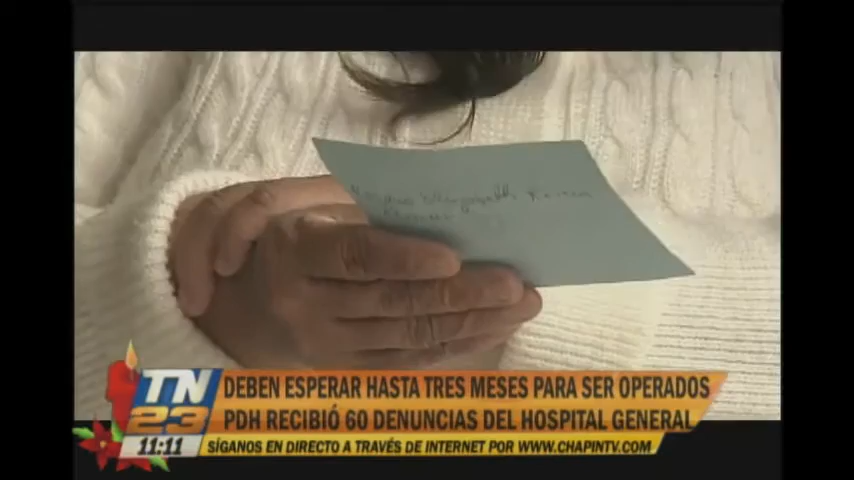 DEBEN ESPERAR HASTA TRES MESES PARA SER OPERADOS
PDH RECIBIÓ 60 DENUNCIAS DEL HOSPITAL GENERAL
TN
23
11:11
SÍGANOS EN DIRECTO A TRAVÉS DE INTERNET POR WWW.CHAPINTV.COM